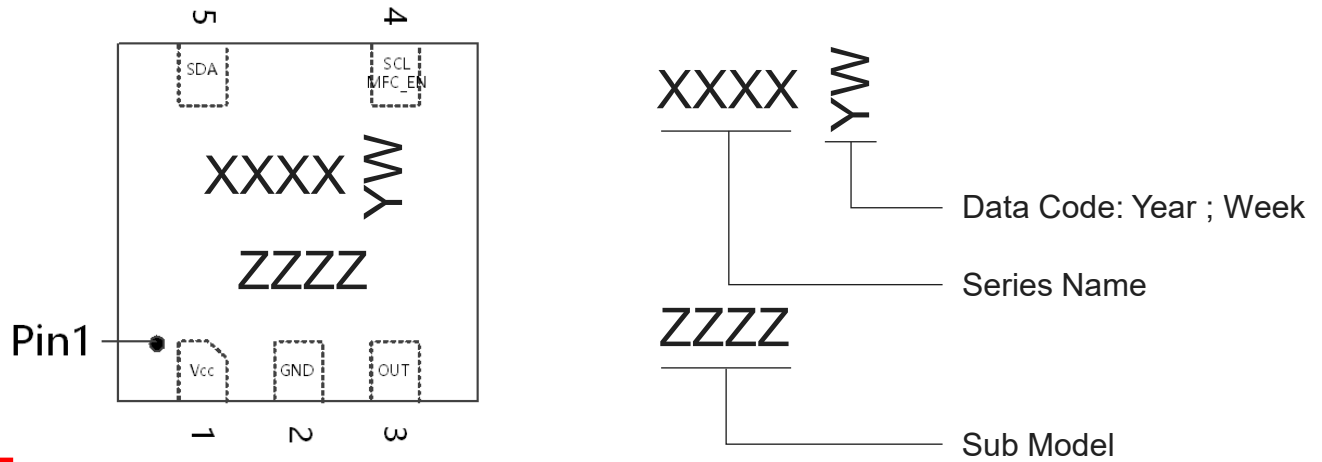 5 4
SDA
SCL
MFC_EN
XXXX YW
ZZZZ
Pin1
Vcc GND OUT
1 2 3
XXXX YW
Data Code: Year ; Week
Series Name
ZZZZ
Sub Model